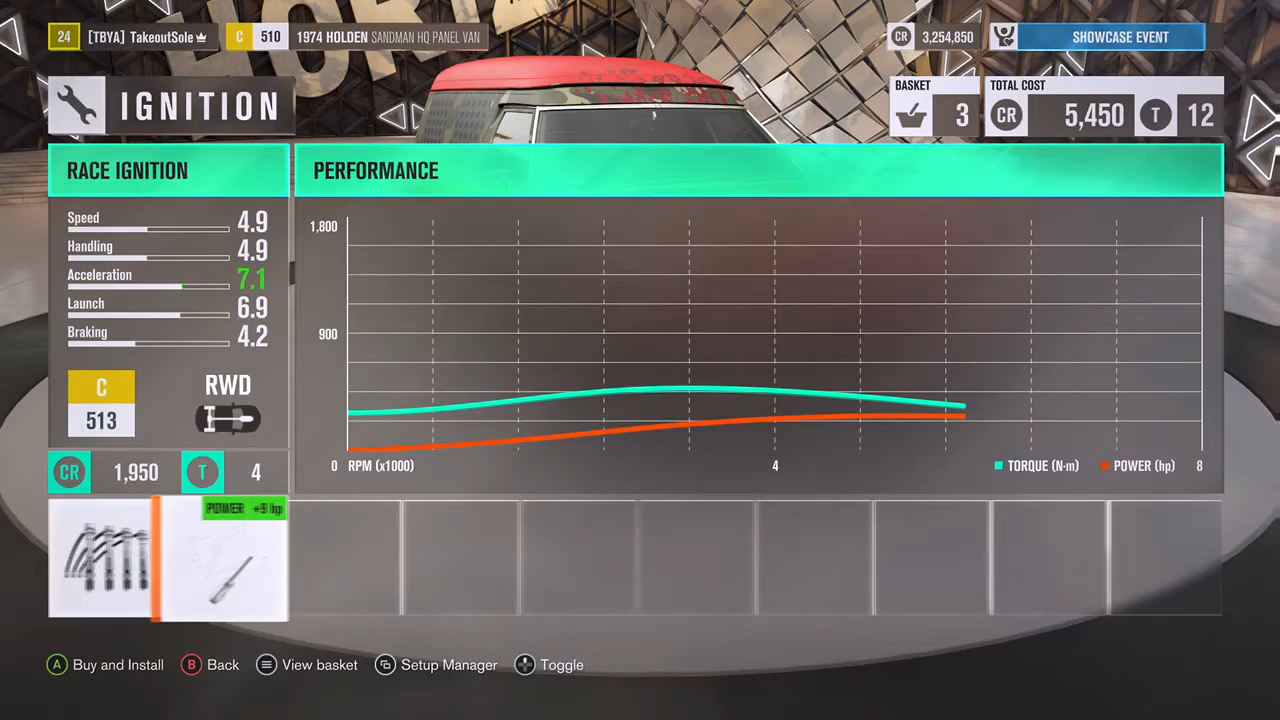 24 [TBYA] TakeoutSole C 510 1974 HOLDEN SANDMAN HQ PANEL VAN CR 3,254,850 SHOWCASE EVENT
IGNITION
BASKET
3
TOTAL COST
CR 5,450 T 12
RACE IGNITION
PERFORMANCE
Speed 4.9
Handling 4.9
Acceleration 7.1
Launch 6.9
Braking 4.2
C
513
RWD
CR 1,950 T 4
1,800
900
0 RPM (x1000) 4 TORQUE (N·m) POWER (hp) 8
POWER +9 hp
A Buy and Install B Back View basket Setup Manager Toggle